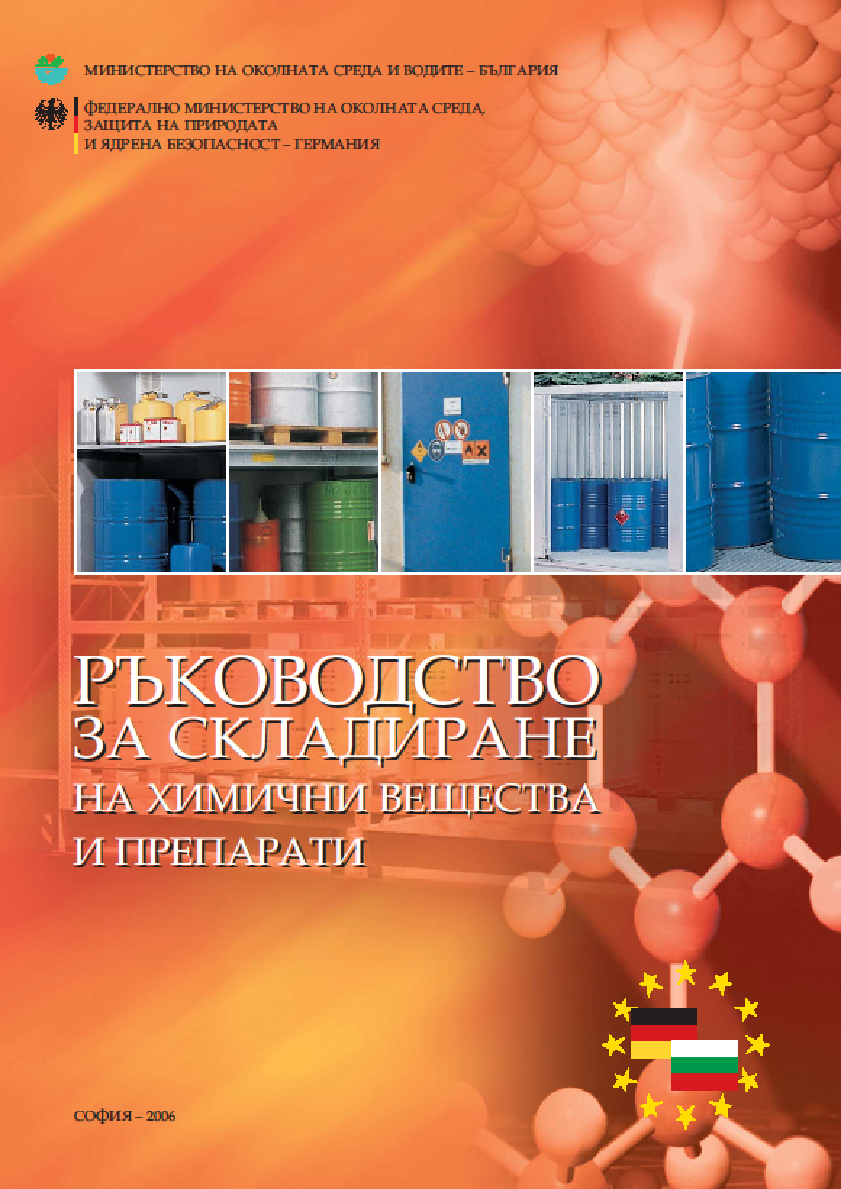 МИНИСТЕРСТВО НА ОКОЛНАТА СРЕДА И ВОДИТЕ – БЪЛГАРИЯ
ФЕДЕРАЛНО МИНИСТЕРСТВО НА ОКОЛНАТА СРЕДА,
ЗАЩИТА НА ПРИРОДАТА
И ЯДРЕНА БЕЗОПАСНОСТ – ГЕРМАНИЯ
РЪКОВОДСТВО
ЗА СКЛАДИРАНЕ
НА ХИМИЧНИ ВЕЩЕСТВА
И ПРЕПАРАТИ
СОФИЯ – 2006